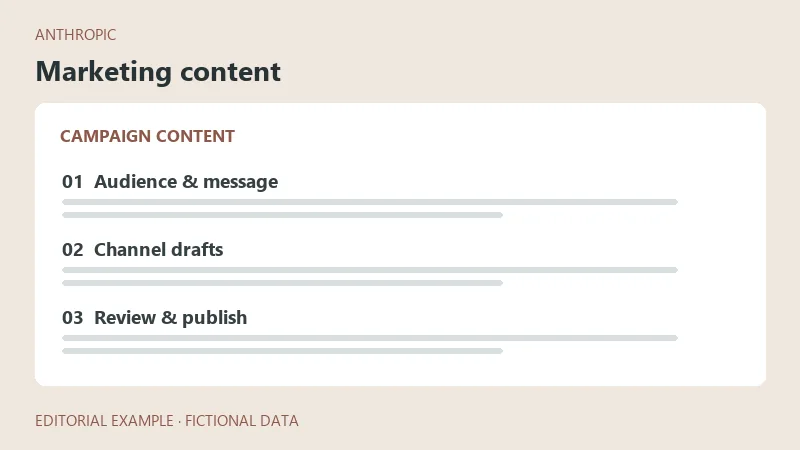 ANTHROPIC
Marketing content
CAMPAIGN CONTENT
01 Audience & message
02 Channel drafts
03 Review & publish
EDITORIAL EXAMPLE · FICTIONAL DATA